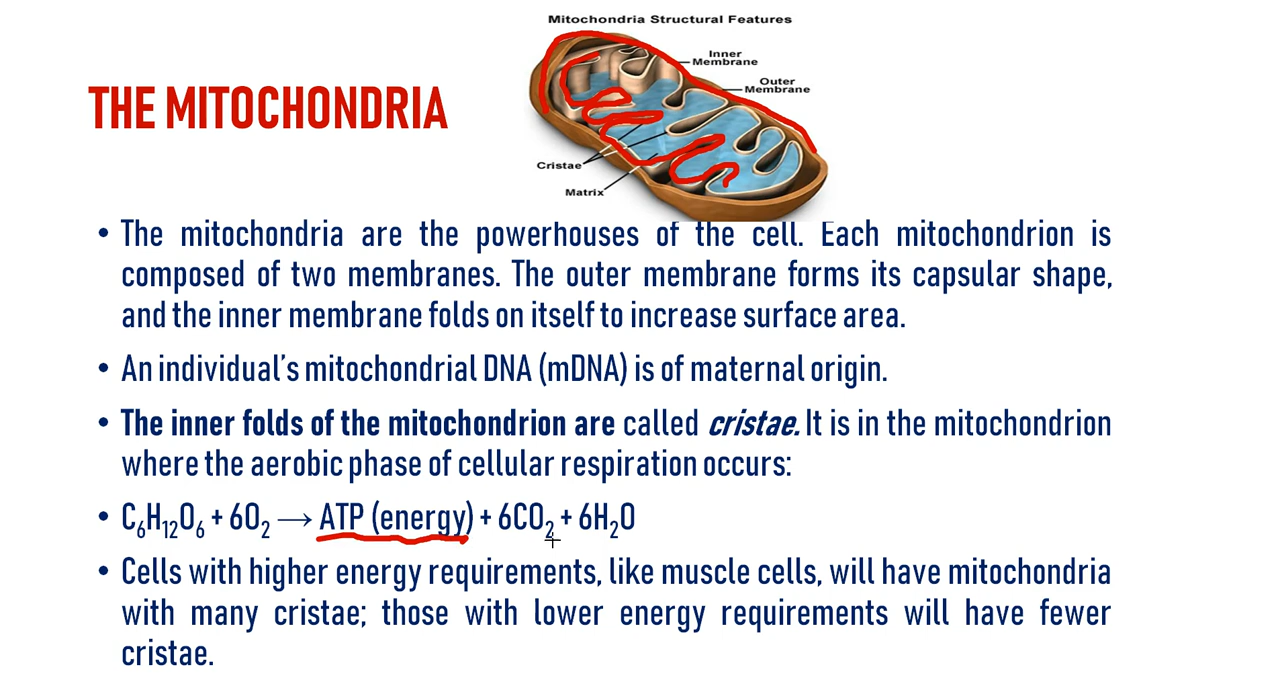 Mitochondria Structural Features
Inner
Membrane
Outer
Membrane
Cristae
Matrix
THE MITOCHONDRIA
• The mitochondria are the powerhouses of the cell. Each mitochondrion is
composed of two membranes. The outer membrane forms its capsular shape,
and the inner membrane folds on itself to increase surface area.
• An individual's mitochondrial DNA (mDNA) is of maternal origin.
• The inner folds of the mitochondrion are called cristae. It is in the mitochondrion
where the aerobic phase of cellular respiration occurs:
• C₆H₁₂O₆ + 6O₂ → ATP (energy) + 6CO₂ + 6H₂O
• Cells with higher energy requirements, like muscle cells, will have mitochondria
with many cristae; those with lower energy requirements will have fewer
cristae.